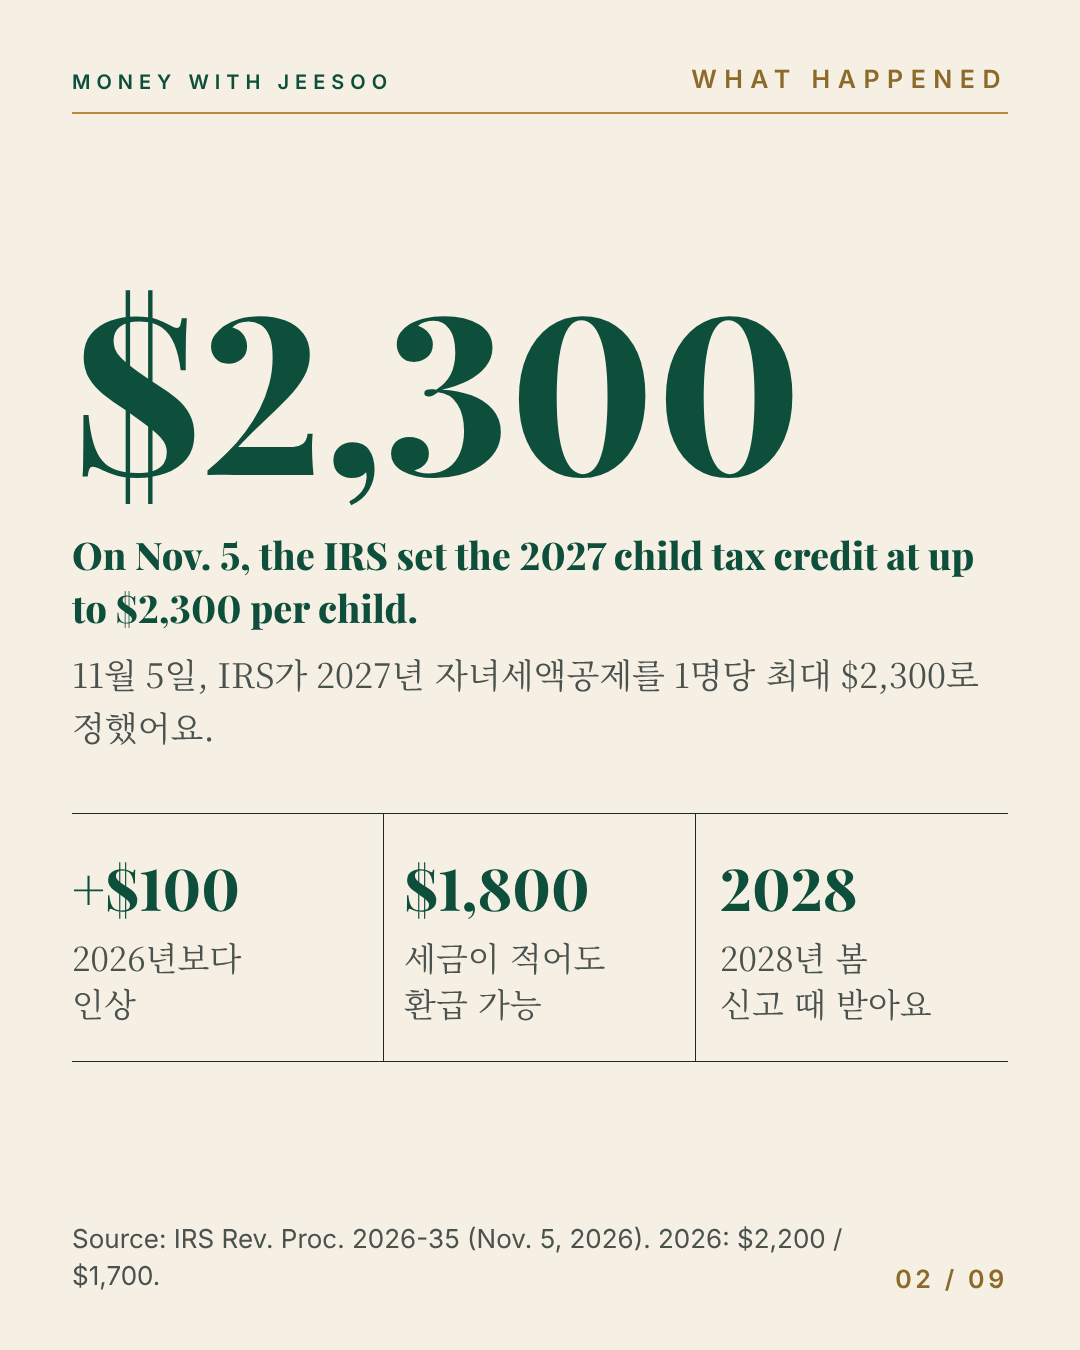 MONEY WITH JEESOO
WHAT HAPPENED
$2,300
On Nov. 5, the IRS set the 2027 child tax credit at up
to $2,300 per child.
11월 5일, IRS가 2027년 자녀세액공제를 1명당 최대 $2,300로
정했어요.
+$100
2026년보다
인상
$1,800
세금이 적어도
환급 가능
2028
2028년 봄
신고 때 받아요
Source: IRS Rev. Proc. 2026-35 (Nov. 5, 2026). 2026: $2,200 /
$1,700.
02 / 09